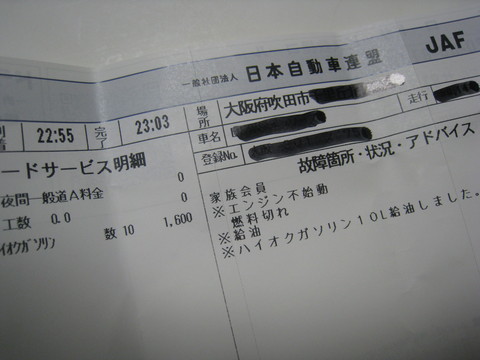 一般社団法人 日本自動車連盟 JAF
22:55 完了 23:03
場所 大阪府吹田市
車名
走行
登録No.
ードサービス明細
夜間一般道A料金 0
工数 0.0 0
イオクガソリン 数 10 1,600
故障箇所・状況・アドバイス
家族会員
※エンジン不始動
燃料切れ
※給油
※ハイオクガソリン10L給油しました。